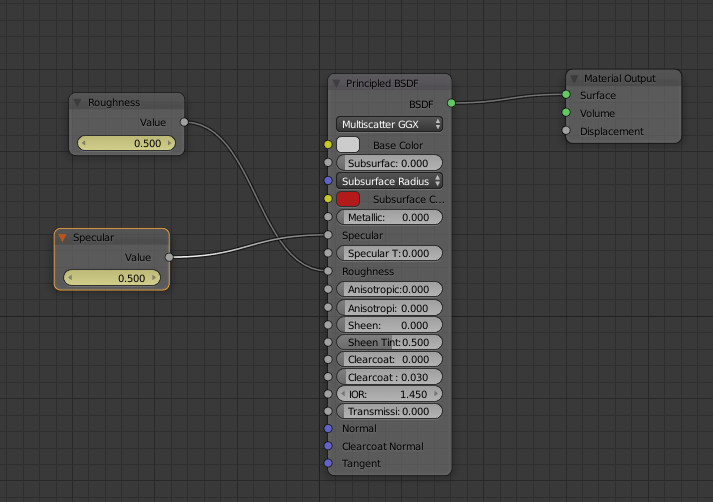 Roughness
Value
0.500
Specular
Value
0.500
Principled BSDF
BSDF
Multiscatter GGX
Base Color
Subsurfac: 0.000
Subsurface Radius
Subsurface C...
Metallic: 0.000
Specular
Specular T: 0.000
Roughness
Anisotropic: 0.000
Anisotropi: 0.000
Sheen: 0.000
Sheen Tint: 0.500
Clearcoat: 0.000
Clearcoat : 0.030
IOR: 1.450
Transmissi: 0.000
Normal
Clearcoat Normal
Tangent
Material Output
Surface
Volume
Displacement